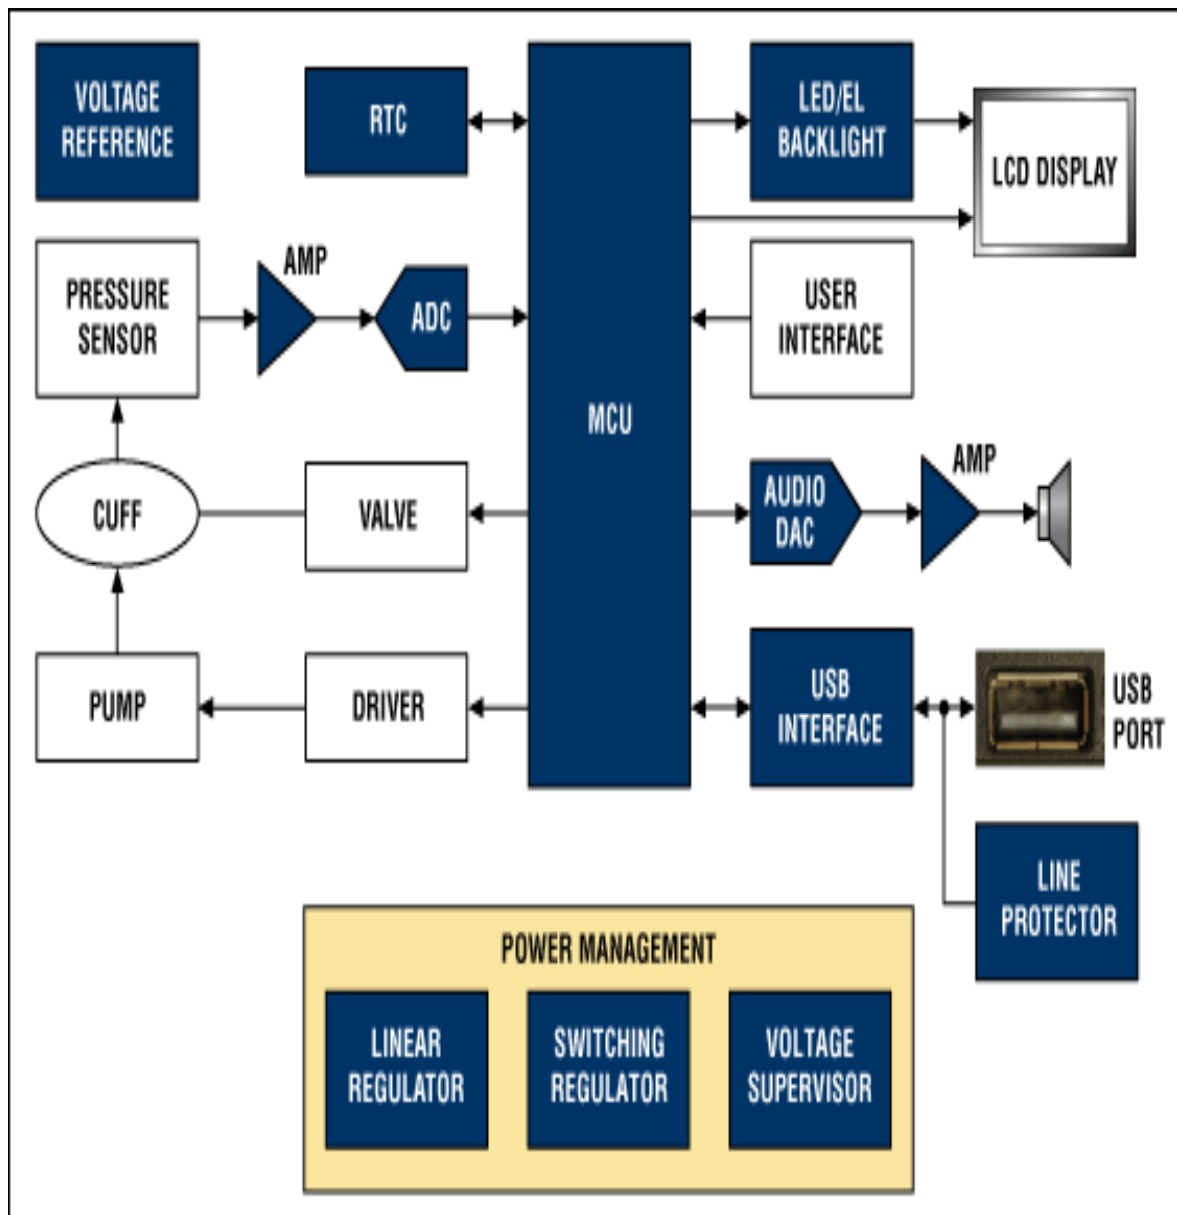 VOLTAGE
REFERENCE
RTC
LED/EL
BACKLIGHT
LCD DISPLAY
PRESSURE
SENSOR
AMP
ADC
MCU
USER
INTERFACE
CUFF
VALVE
AUDIO
DAC
AMP
PUMP
DRIVER
USB
INTERFACE
USB
PORT
LINE
PROTECTOR
POWER MANAGEMENT
LINEAR
REGULATOR
SWITCHING
REGULATOR
VOLTAGE
SUPERVISOR